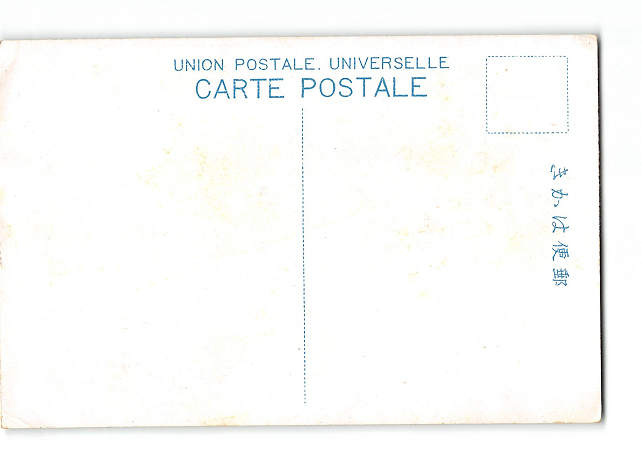 UNION POSTALE. UNIVERSELLE
CARTE POSTALE
郵便はかき